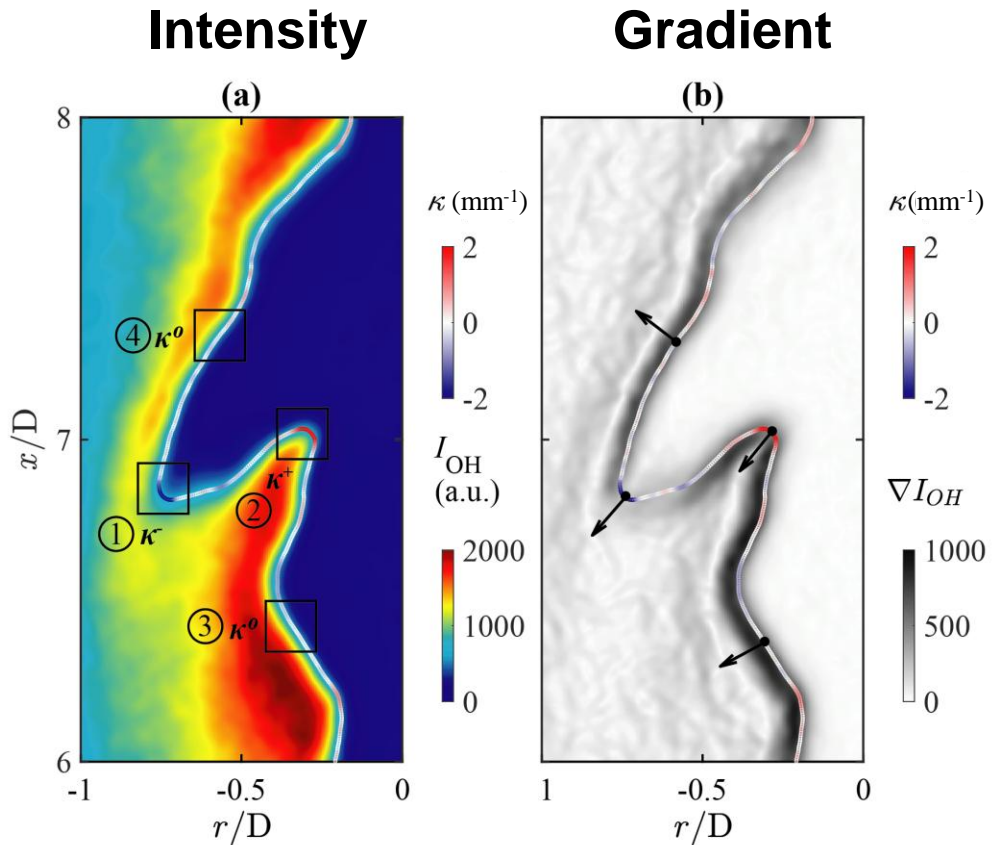 Intensity
Gradient
(a)
(b)
8
7
6
x/D
-1
-0.5
0
r/D
① κ⁻
② κ⁺
③ κ⁰
④ κ⁰
κ (mm⁻¹)
2
0
-2
I_OH
(a.u.)
2000
1000
0
1
-0.5
0
r/D
κ(mm⁻¹)
2
0
-2
∇I_OH
1000
500
0